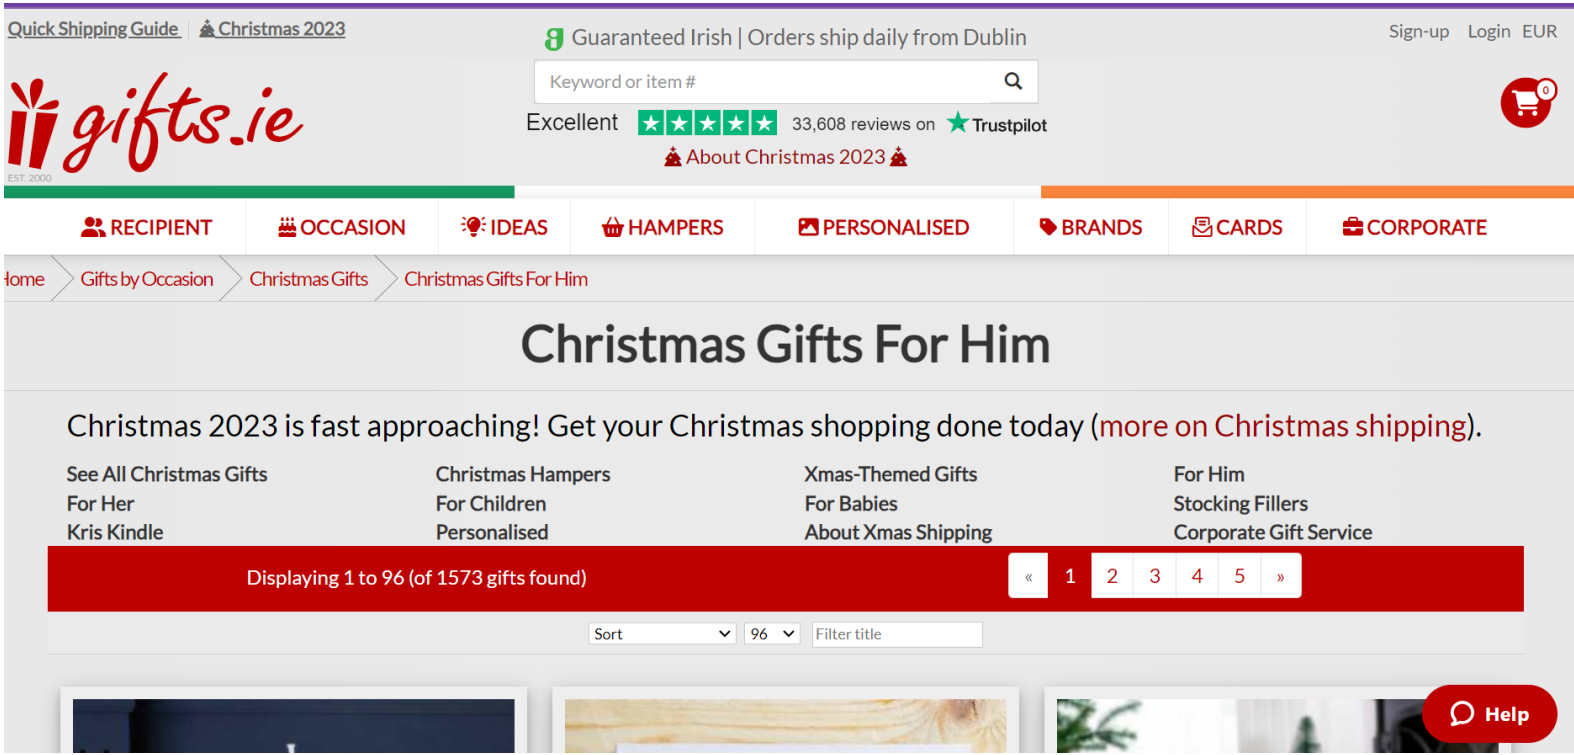 Quick Shipping Guide Christmas 2023
Guaranteed Irish | Orders ship daily from Dublin
Sign-up Login EUR
Keyword or item #
gifts.ie
EST. 2000
0
Excellent 33,608 reviews on Trustpilot
About Christmas 2023
RECIPIENT OCCASION IDEAS HAMPERS PERSONALISED BRANDS CARDS CORPORATE
Home Gifts by Occasion Christmas Gifts Christmas Gifts For Him
Christmas Gifts For Him
Christmas 2023 is fast approaching! Get your Christmas shopping done today (more on Christmas shipping).
See All Christmas Gifts Christmas Hampers Xmas-Themed Gifts For Him
For Her For Children For Babies Stocking Fillers
Kris Kindle Personalised About Xmas Shipping Corporate Gift Service
Displaying 1 to 96 (of 1573 gifts found) « 1 2 3 4 5 »
Sort 96 Filter title
Help